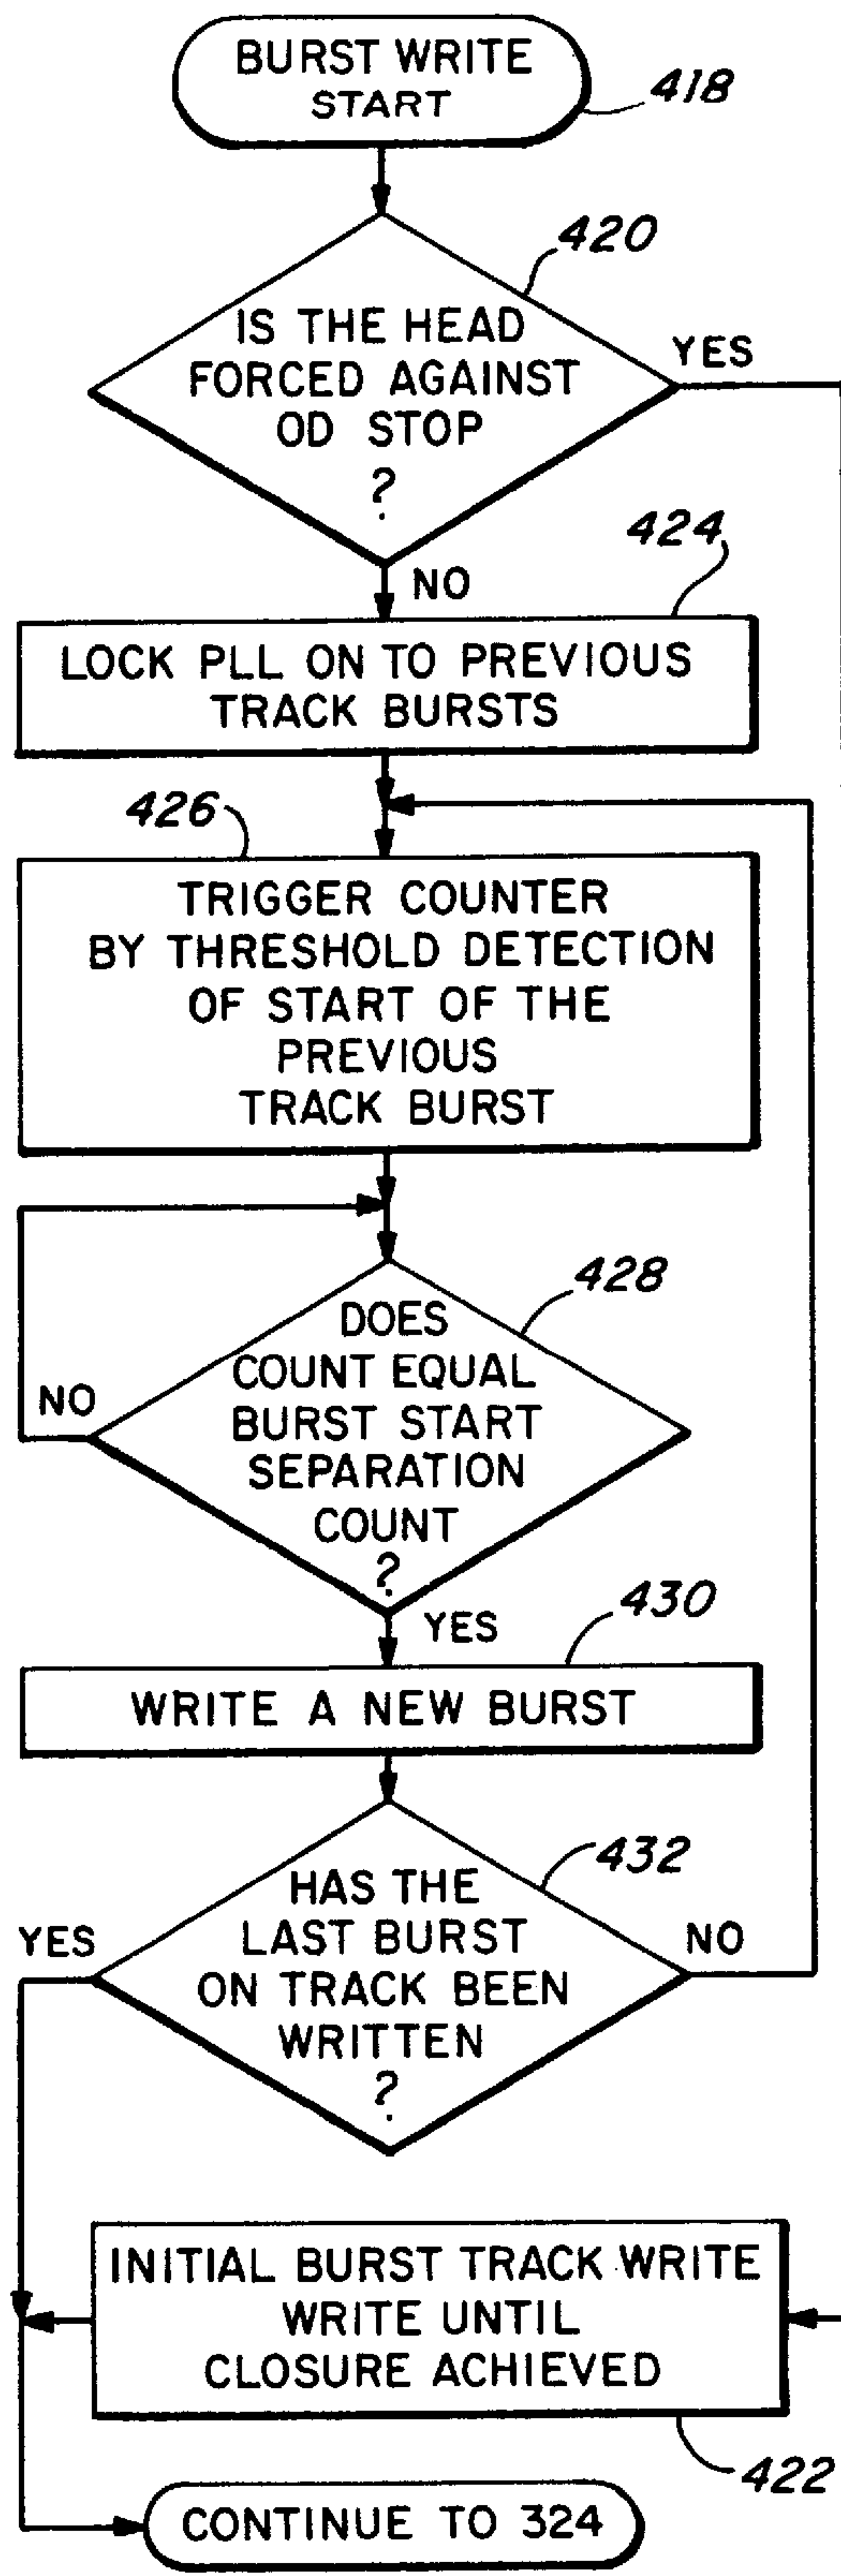 BURST WRITE
START
418
420
IS THE HEAD
FORCED AGAINST
OD STOP
?
YES
NO
424
LOCK PLL ON TO PREVIOUS
TRACK BURSTS
426
TRIGGER COUNTER
BY THRESHOLD DETECTION
OF START OF THE
PREVIOUS
TRACK BURST
428
DOES
COUNT EQUAL
BURST START
SEPARATION
COUNT
?
NO
YES
430
WRITE A NEW BURST
432
HAS THE
LAST BURST
ON TRACK BEEN
WRITTEN
?
YES
NO
INITIAL BURST TRACK WRITE
WRITE UNTIL
CLOSURE ACHIEVED
422
CONTINUE TO 324